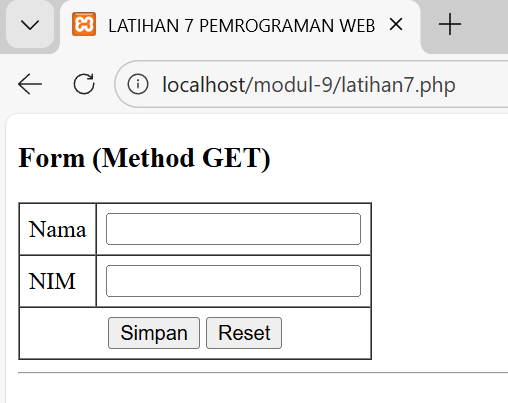 LATIHAN 7 PEMROGRAMAN WEB
localhost/modul-9/latihan7.php
Form (Method GET)
Nama
NIM
Simpan Reset